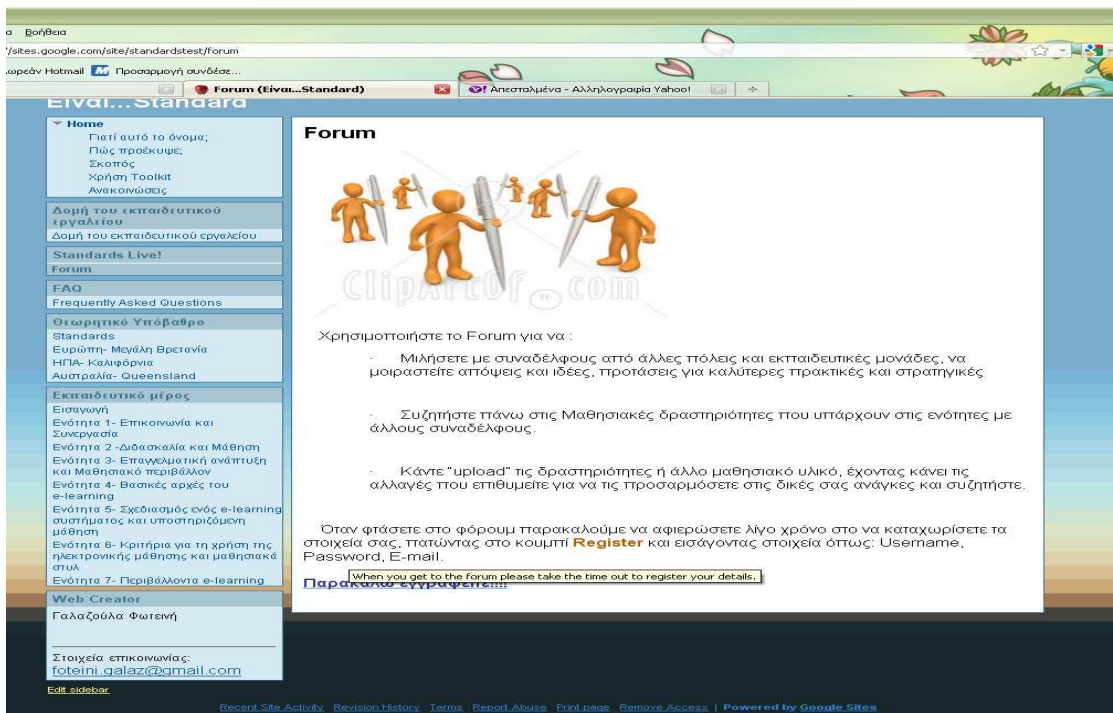 α Βοήθεια
/sites.google.com/site/standardstest/forum
ωρεάν Hotmail Προσαρμογή συνδέσε...
Forum (Είναι...Standard)
Απεσταλμένα - Αλληλογραφία Yahoo!
Είναι...Standard
Home
Γιατί αυτό το όνομα;
Πώς προέκυψε;
Σκοπός
Χρήση Toolkit
Ανακοινώσεις
Δομή του εκπαιδευτικού
εργαλείου
Δομή του εκπαιδευτικού εργαλείου
Standards Live!
Forum
FAQ
Frequently Asked Questions
Θεωρητικό Υπόβαθρο
Standards
Ευρώπη- Μεγάλη Βρετανία
ΗΠΑ- Καλιφόρνια
Αυστραλία- Queensland
Εκπαιδευτικό μέρος
Εισαγωγή
Ενότητα 1- Επικοινωνία και
Συνεργασία
Ενότητα 2 -Διδασκαλία και Μάθηση
Ενότητα 3- Επαγγελματική ανάπτυξη
και Μαθησιακό περιβάλλον
Ενότητα 4- Βασικές αρχές του
e-learning
Ενότητα 5- Σχεδιασμός ενός e-learning
συστήματος και υποστηριζόμενη
μάθηση
Ενότητα 6- Κριτήρια για τη χρήση της
ηλεκτρονικής μάθησης και μαθησιακά
στυλ
Ενότητα 7- Περιβάλλοντα e-learning
Web Creator
Γαλαζούλα Φωτεινή
Στοιχεία επικοινωνίας:
foteini.galaz@gmail.com
Edit sidebar
Forum
ClipArtOf.com
Χρησιμοποιήστε το Forum για να :
· Μιλήσετε με συναδέλφους από άλλες πόλεις και εκπαιδευτικές μονάδες, να
μοιραστείτε απόψεις και ιδέες, προτάσεις για καλύτερες πρακτικές και στρατηγικές
· Συζητήστε πάνω στις Μαθησιακές δραστηριότητες που υπάρχουν στις ενότητες με
άλλους συναδέλφους.
· Κάντε "upload" τις δραστηριότητες ή άλλο μαθησιακό υλικό, έχοντας κάνει τις
αλλαγές που επιθυμείτε για να τις προσαρμόσετε στις δικές σας ανάγκες και συζητήστε.
Όταν φτάσετε στο φόρουμ παρακαλούμε να αφιερώσετε λίγο χρόνο στο να καταχωρίσετε τα
στοιχεία σας, πατώντας στο κουμπί Register και εισάγοντας στοιχεία όπως: Username,
Password, E-mail.
When you get to the forum please take the time out to register your details.
Παρακαλώ εγγραφείτε!!!!
Recent Site Activity Revision History Terms Report Abuse Print page Remove Access | Powered by Google Sites